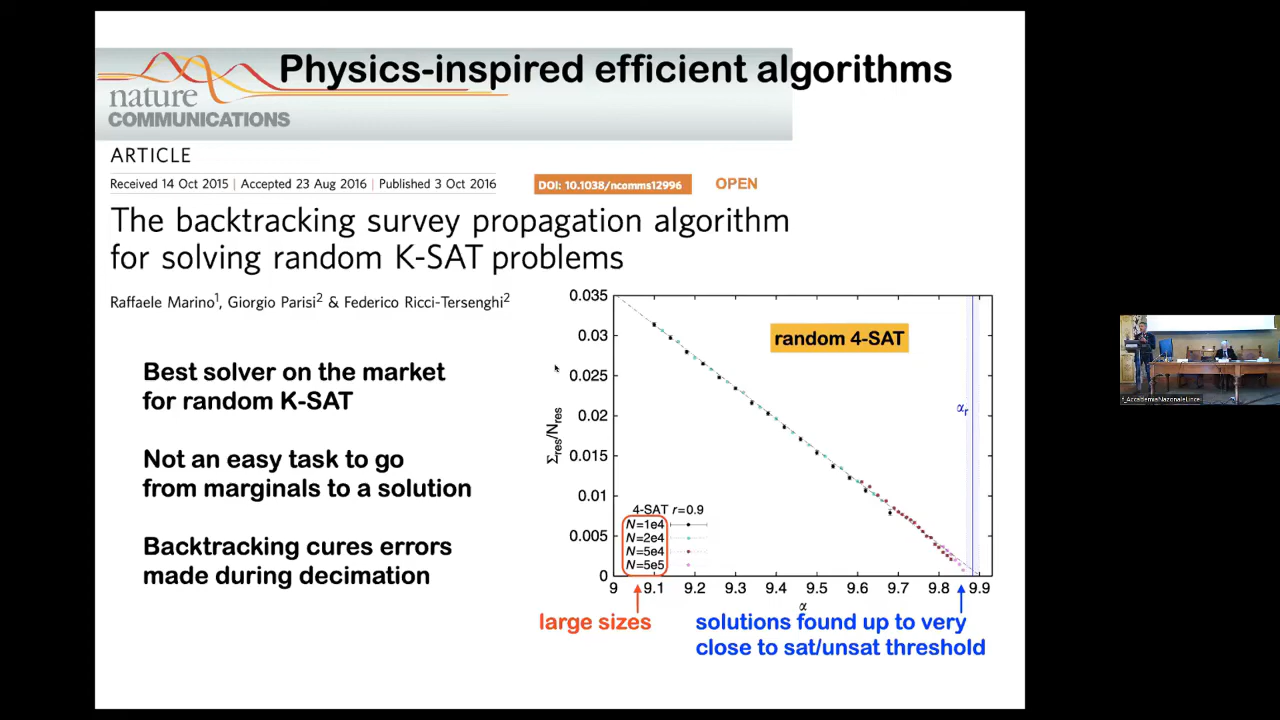 Physics-inspired efficient algorithms
nature
COMMUNICATIONS
ARTICLE
Received 14 Oct 2015 | Accepted 23 Aug 2016 | Published 3 Oct 2016
DOI: 10.1038/ncomms12996
OPEN
The backtracking survey propagation algorithm
for solving random K-SAT problems
Raffaele Marino¹, Giorgio Parisi² & Federico Ricci-Tersenghi²
Best solver on the market
for random K-SAT
Not an easy task to go
from marginals to a solution
Backtracking cures errors
made during decimation
0.035
0.03
0.025
0.02
0.015
0.01
0.005
0
Σres/Nres
random 4-SAT
αr
4-SAT r=0.9
N=1e4
N=2e4
N=5e4
N=5e5
9 9.1 9.2 9.3 9.4 9.5 9.6 9.7 9.8 9.9
α
large sizes
solutions found up to very
close to sat/unsat threshold
f_AccademiaNazionaleLincei